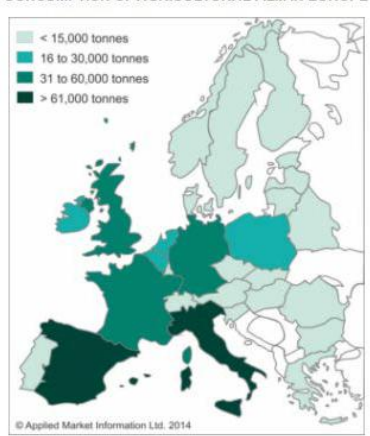 < 15,000 tonnes
16 to 30,000 tonnes
31 to 60,000 tonnes
> 61,000 tonnes
© Applied Market Information Ltd. 2014